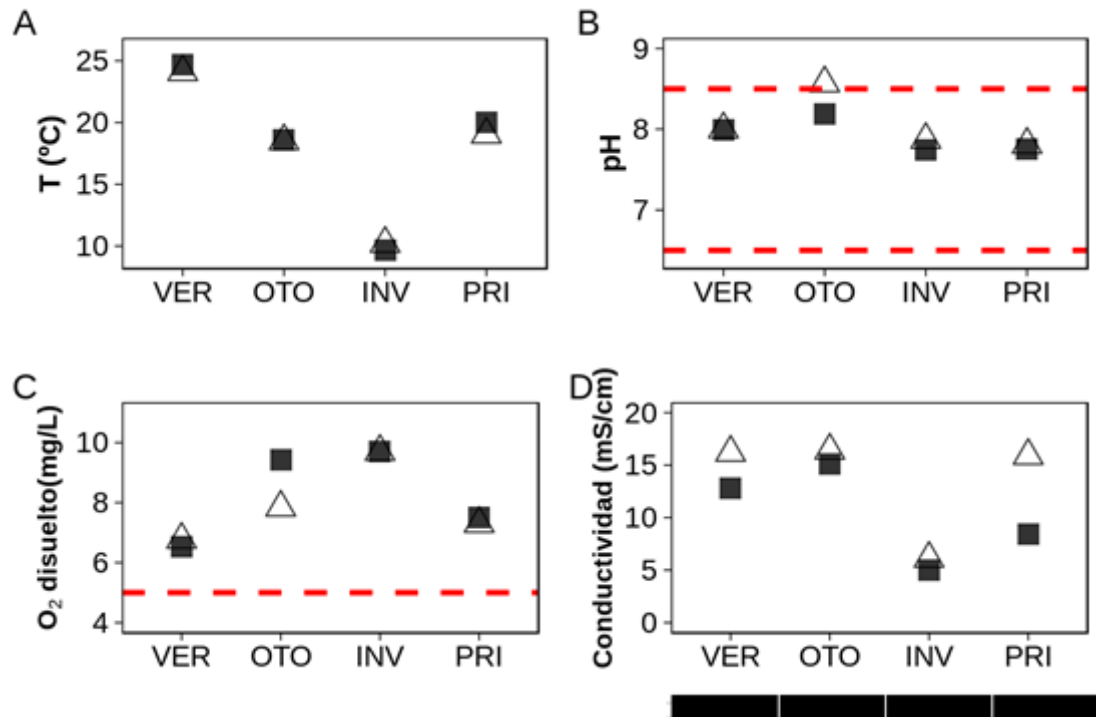 A
T (ºC)
25
20
15
10
VER OTO INV PRI
B
pH
9
8
7
VER OTO INV PRI
C
O₂ disuelto(mg/L)
10
8
6
4
VER OTO INV PRI
D
Conductividad (mS/cm)
20
15
10
5
0
VER OTO INV PRI